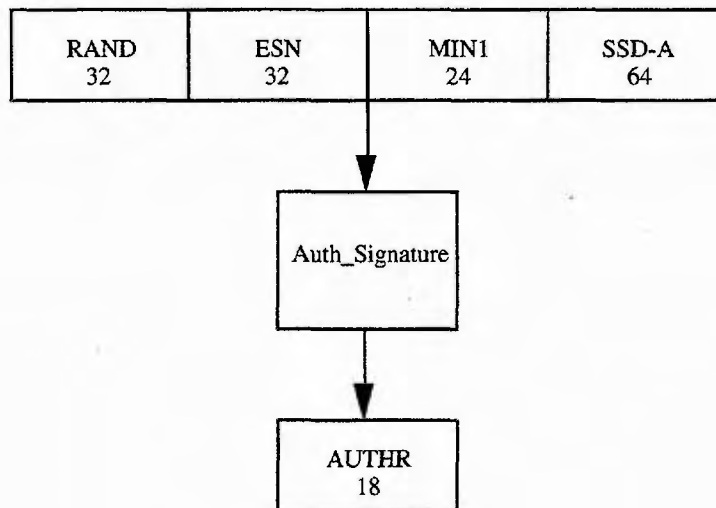 RAND ESN MIN1 SSD-A
32 32 24 64
Auth_Signature
AUTHR
18